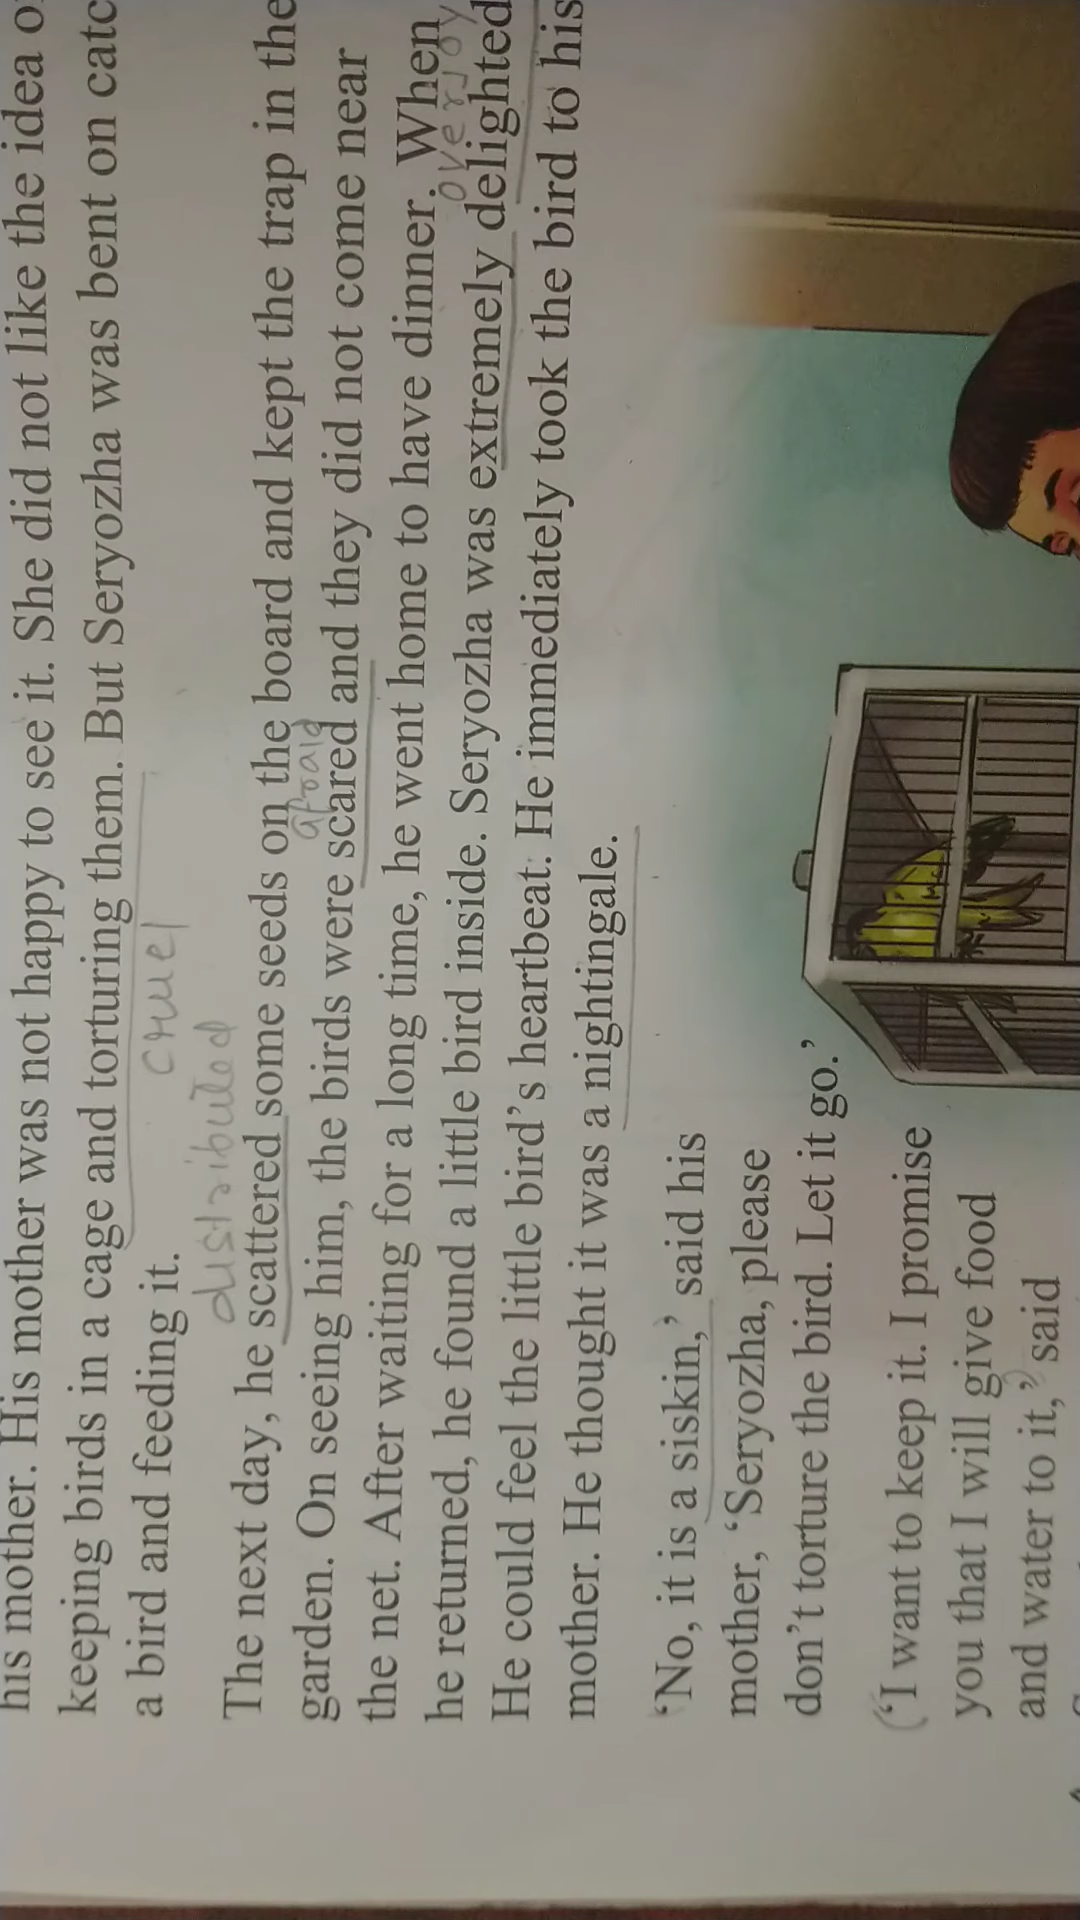 his mother. His mother was not happy to see it. She did not like the idea
keeping birds in a cage and torturing them. But Seryozha was bent on catc
cruel
a bird and feeding it.
distributed
The next day, he scattered some seeds on the board and kept the trap in the
afraid
garden. On seeing him, the birds were scared and they did not come near
the net. After waiting for a long time, he went home to have dinner. When
overjoy
he returned, he found a little bird inside. Seryozha was extremely delighted
He could feel the little bird's heartbeat. He immediately took the bird to his
mother. He thought it was a nightingale.
'No, it is a siskin,' said his
mother, 'Seryozha, please
don't torture the bird. Let it go.'
('I want to keep it. I promise
you that I will give food
and water to it,') said